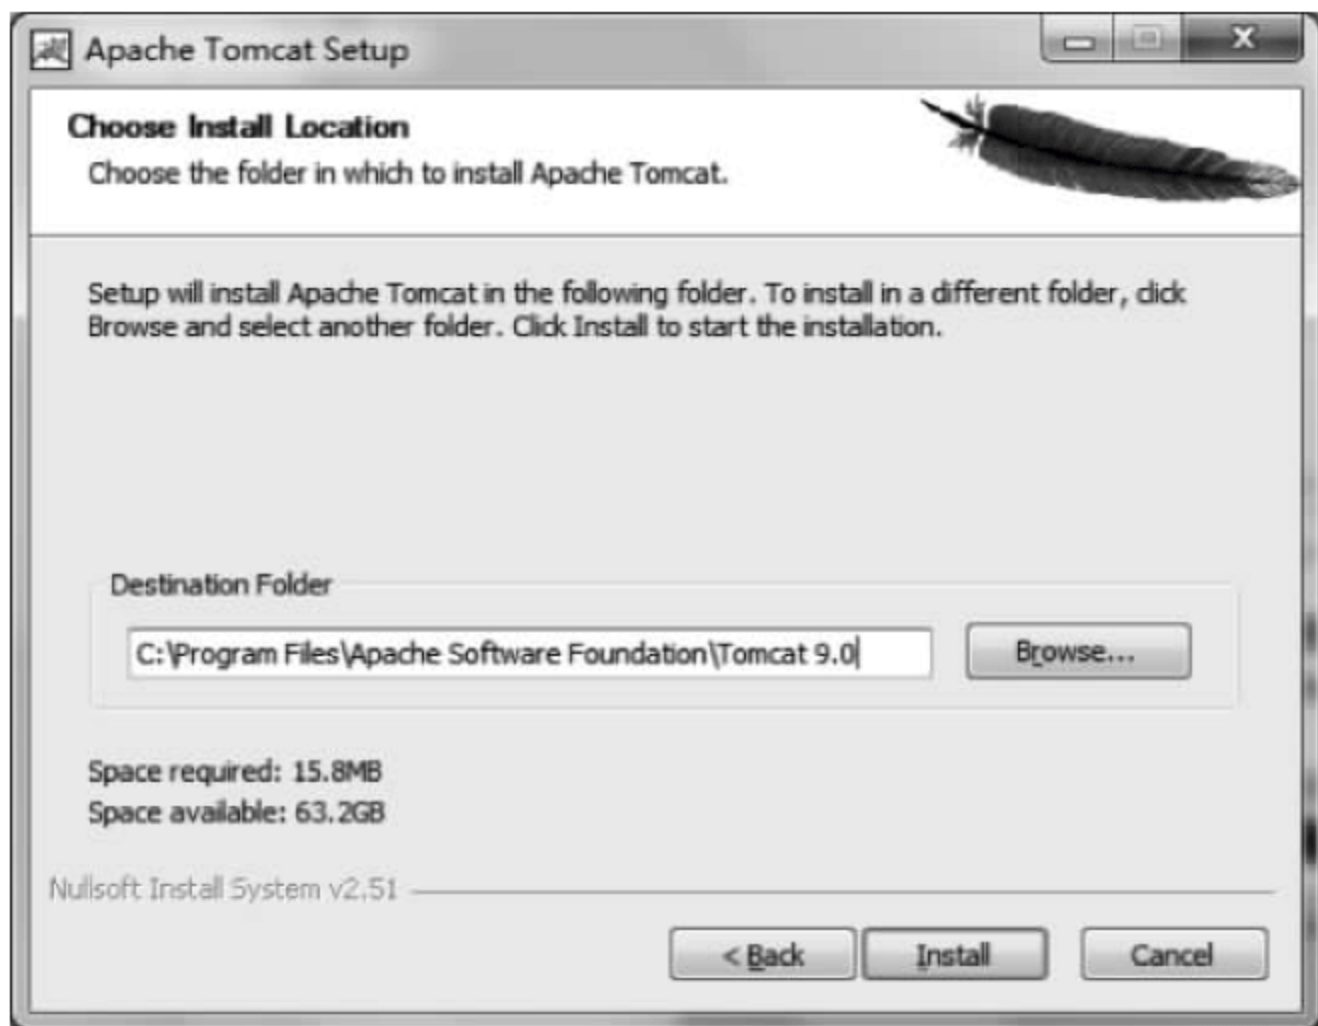 Apache Tomcat Setup
Choose Install Location
Choose the folder in which to install Apache Tomcat.
Setup will install Apache Tomcat in the following folder. To install in a different folder, click
Browse and select another folder. Click Install to start the installation.
Destination Folder
C:\Program Files\Apache Software Foundation\Tomcat 9.0
Browse...
Space required: 15.8MB
Space available: 63.2GB
Nullsoft Install System v2.51
< Back Install Cancel